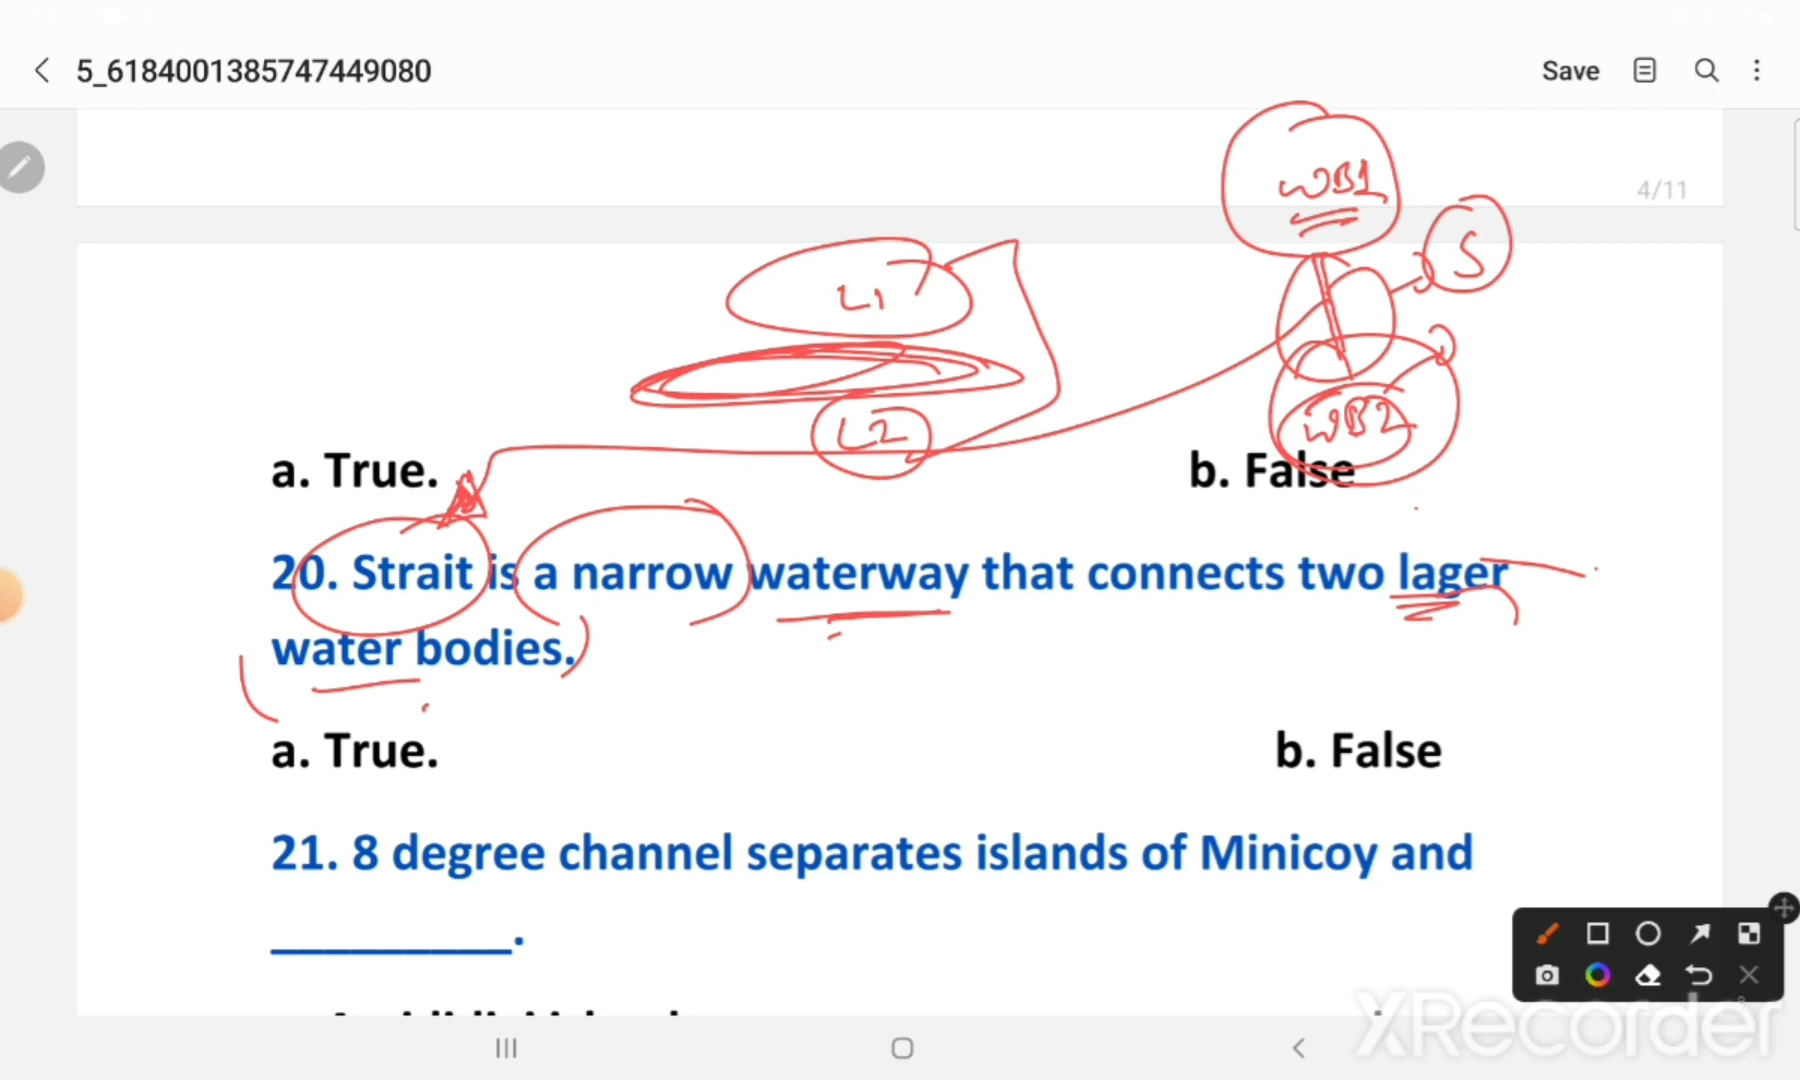 5_6184001385747449080
Save
4/11
WB1
S
L1
L2
WB2
a. True.
b. False
20. Strait is a narrow waterway that connects two lager
water bodies.
a. True.
b. False
21. 8 degree channel separates islands of Minicoy and
_________.
XRecorder